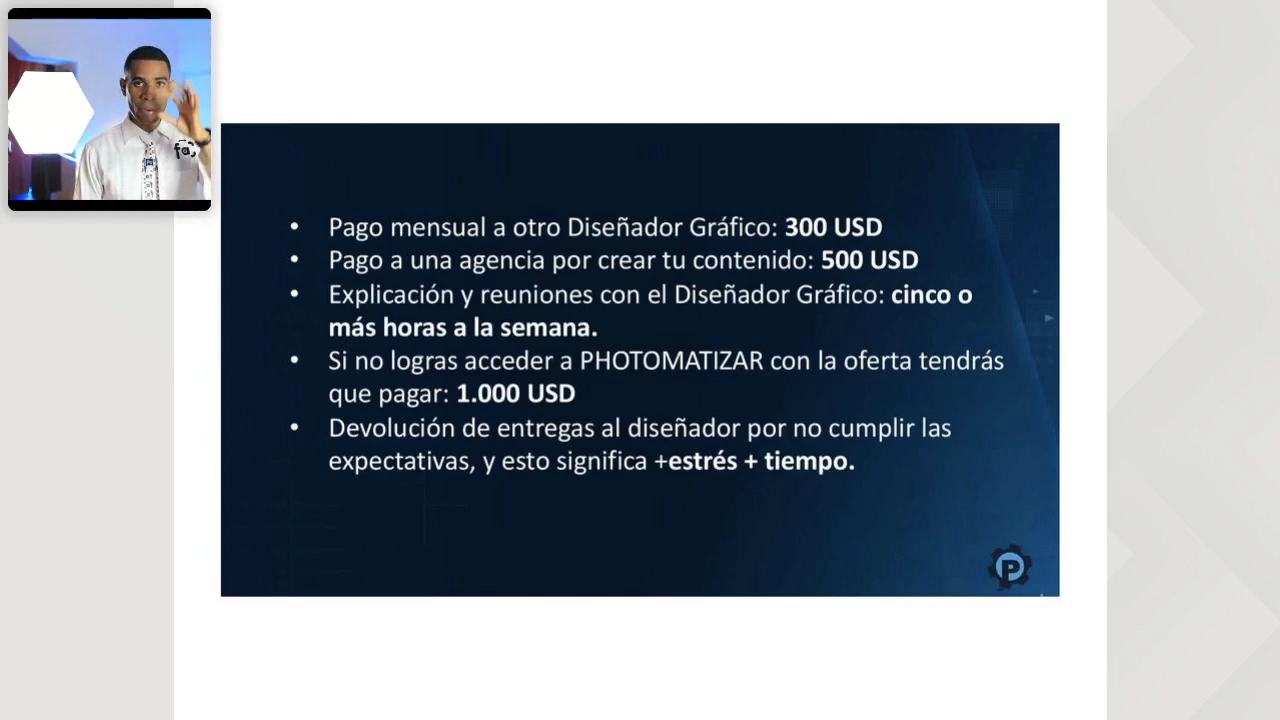 • Pago mensual a otro Diseñador Gráfico: 300 USD
• Pago a una agencia por crear tu contenido: 500 USD
• Explicación y reuniones con el Diseñador Gráfico: cinco o
más horas a la semana.
• Si no logras acceder a PHOTOMATIZAR con la oferta tendrás
que pagar: 1.000 USD
• Devolución de entregas al diseñador por no cumplir las
expectativas, y esto significa +estrés + tiempo.
P